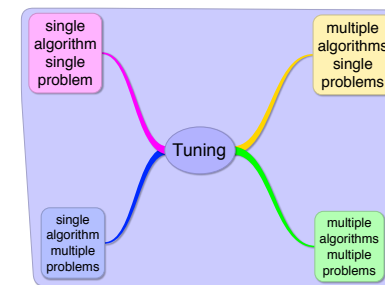 single
algorithm
single
problem
multiple
algorithms
single
problems
Tuning
single
algorithm
multiple
problems
multiple
algorithms
multiple
problems